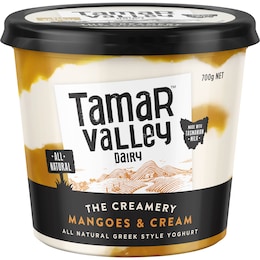 TAMAR
VALLEY
DAIRY
™
700g NET
ALL
NATURAL
MADE WITH
TASMANIAN
MILK
THE CREAMERY
MANGOES & CREAM
ALL NATURAL GREEK STYLE YOGHURT